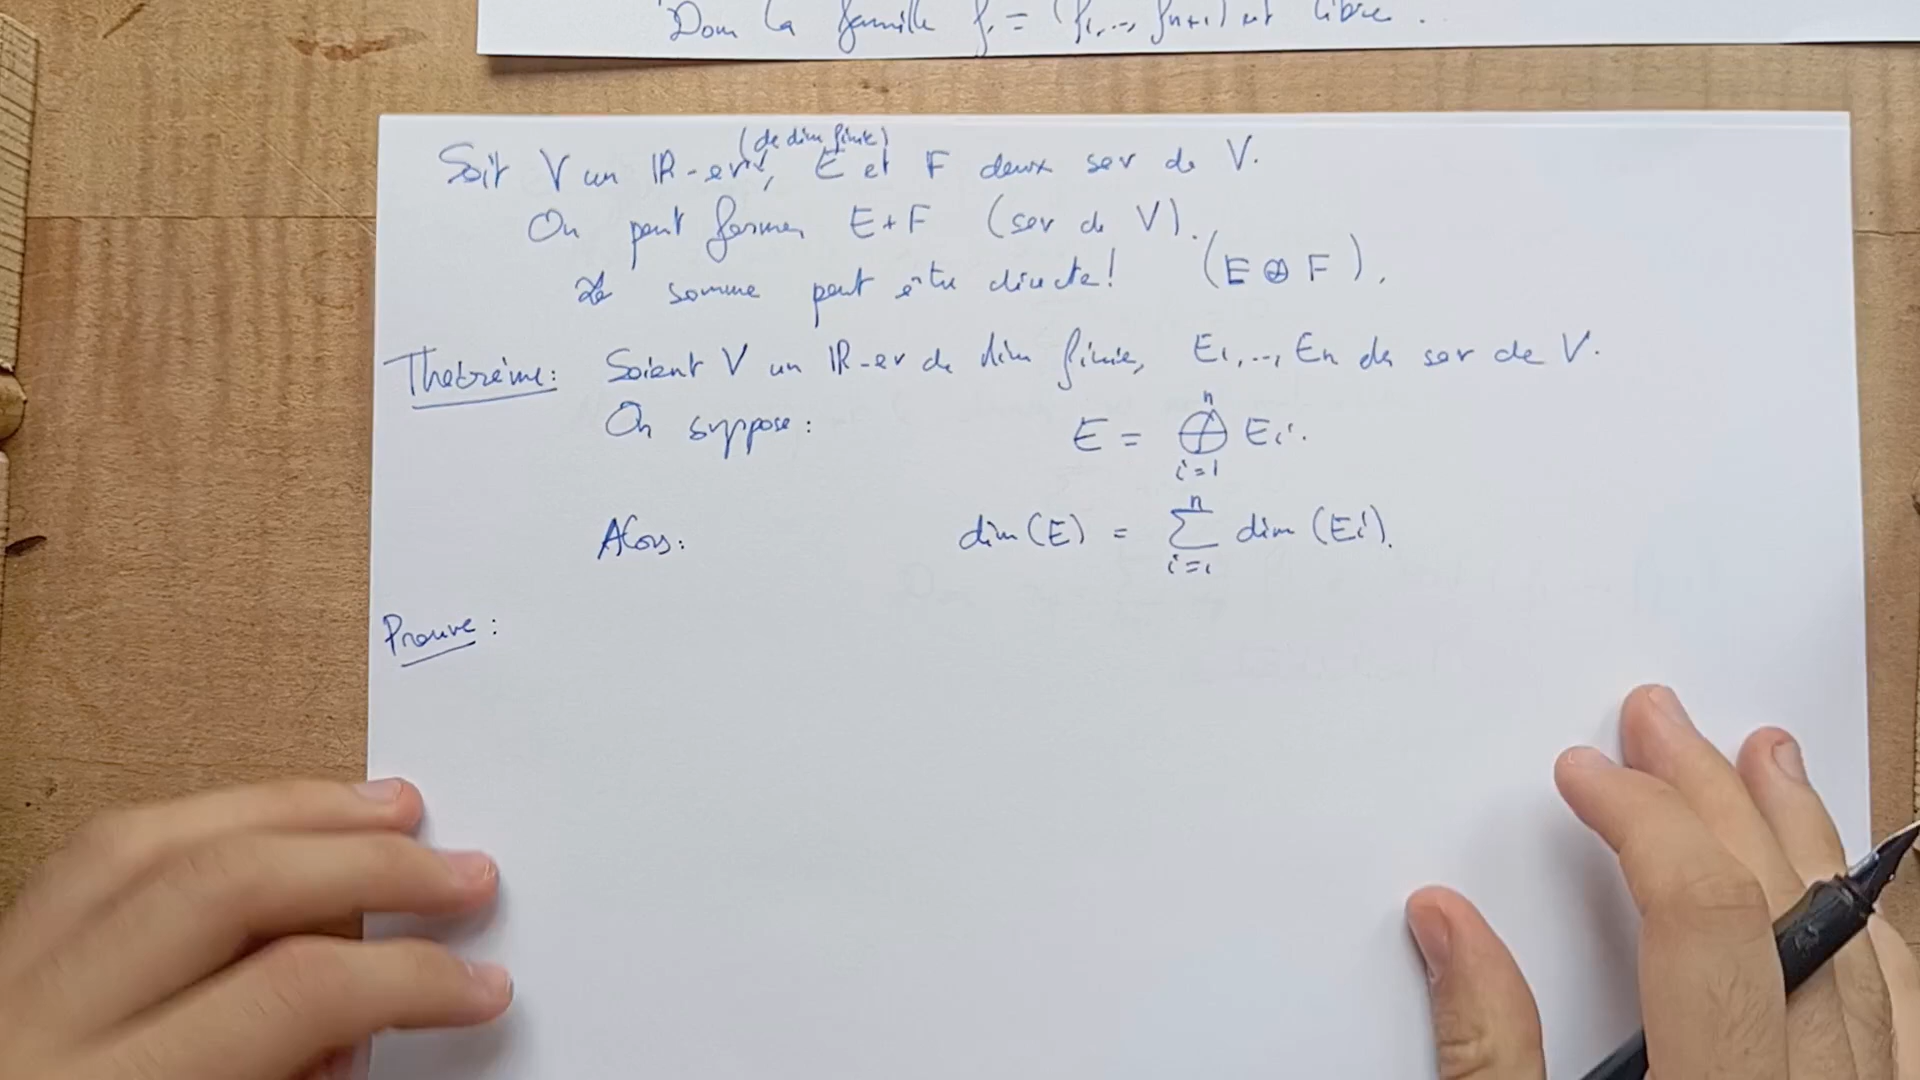 Donc la famille f = (f1,..., fn+1) est libre.
(de dim finie)
Soit V un IR-ev, E et F deux sev de V.
On peut former E+F (sev de V).
La somme peut être directe! (E ⊕ F).
Théorème: Soient V un IR-ev de dim finie, E1,..., En des sev de V.
On suppose: E = ⊕ Ei.
n
i=1
Alors: dim(E) = Σ dim (Ei).
n
i=1
Preuve: